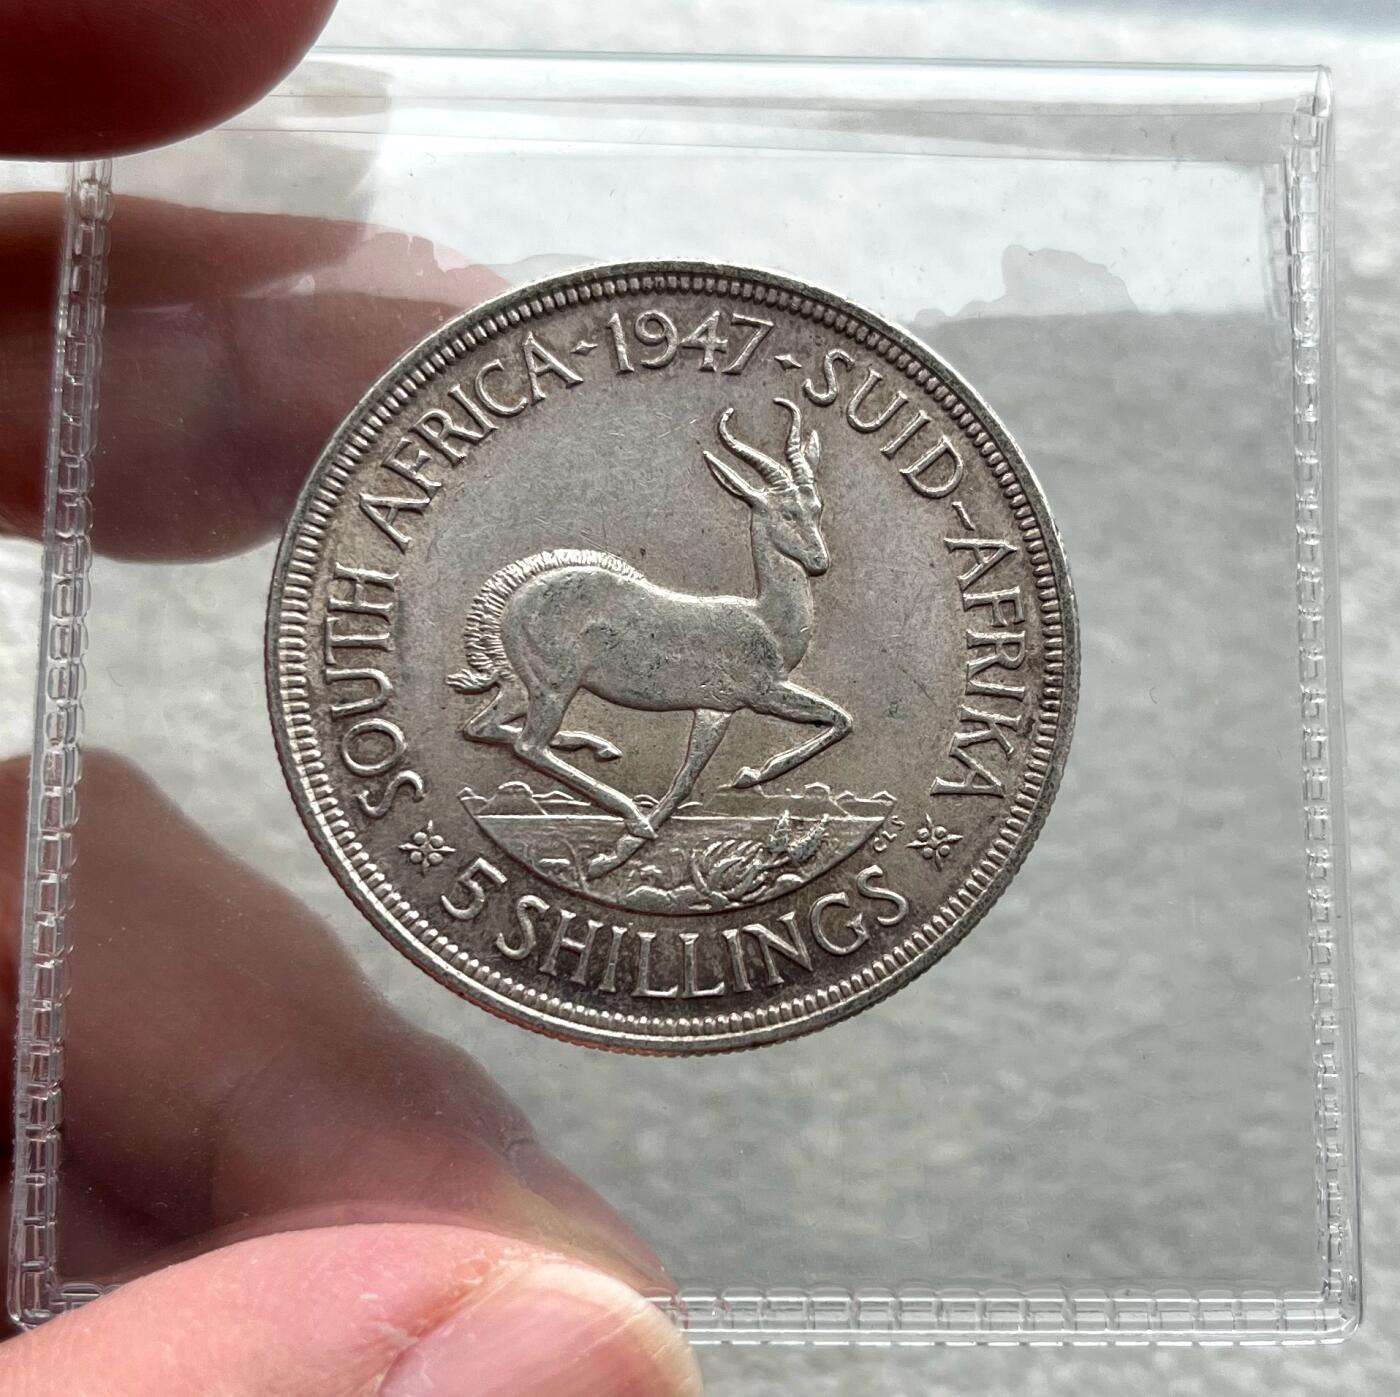 SOUTH AFRICA · 1947 · SUID-AFRIKA
5 SHILLINGS
CLS